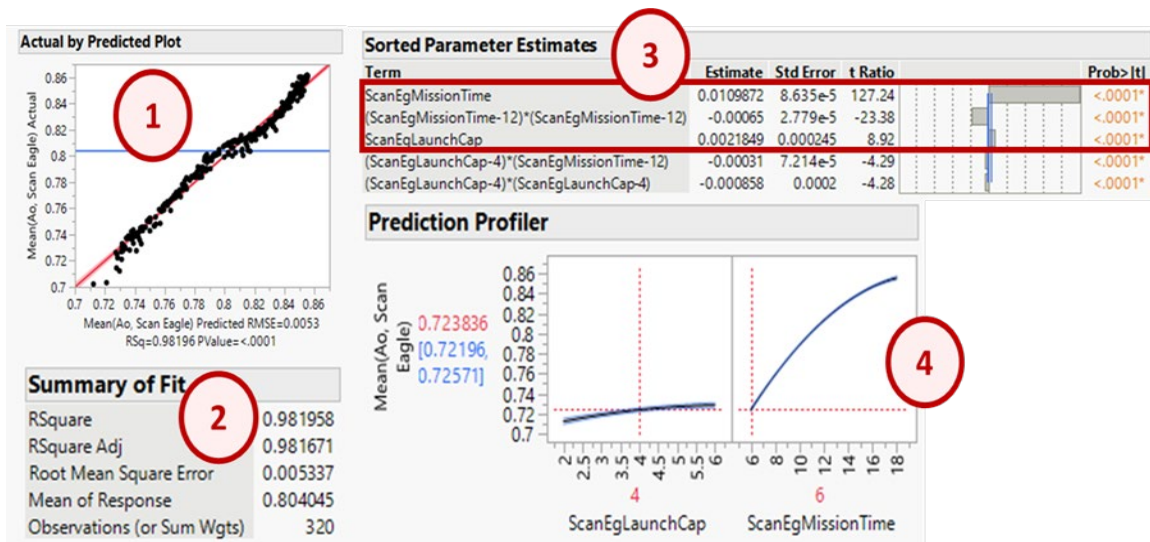 Actual by Predicted Plot
1
0.86
0.84
0.82
0.8
0.78
0.76
0.74
0.72
0.7
Mean(Ao, Scan Eagle) Actual
0.7 0.72 0.74 0.76 0.78 0.8 0.82 0.84 0.86
Mean(Ao, Scan Eagle) Predicted RMSE=0.0053
RSq=0.98196 PValue=<.0001
Summary of Fit
2
RSquare 0.981958
RSquare Adj 0.981671
Root Mean Square Error 0.005337
Mean of Response 0.804045
Observations (or Sum Wgts) 320
Sorted Parameter Estimates
3
Term Estimate Std Error t Ratio Prob>|t|
ScanEgMissionTime 0.0109872 8.635e-5 127.24 <.0001*
(ScanEgMissionTime-12)*(ScanEgMissionTime-12) -0.00065 2.779e-5 -23.38 <.0001*
ScanEgLaunchCap 0.0021849 0.000245 8.92 <.0001*
(ScanEgLaunchCap-4)*(ScanEgMissionTime-12) -0.00031 7.214e-5 -4.29 <.0001*
(ScanEgLaunchCap-4)*(ScanEgLaunchCap-4) -0.000858 0.0002 -4.28 <.0001*
Prediction Profiler
Mean(Ao, Scan
Eagle)
0.723836
[0.72196,
0.72571]
0.86
0.84
0.82
0.8
0.78
0.76
0.74
0.72
0.7
4
2 2.5 3 3.5 4 4.5 5 5.5 6
6 8 10 12 14 16 18
4
ScanEgLaunchCap
6
ScanEgMissionTime